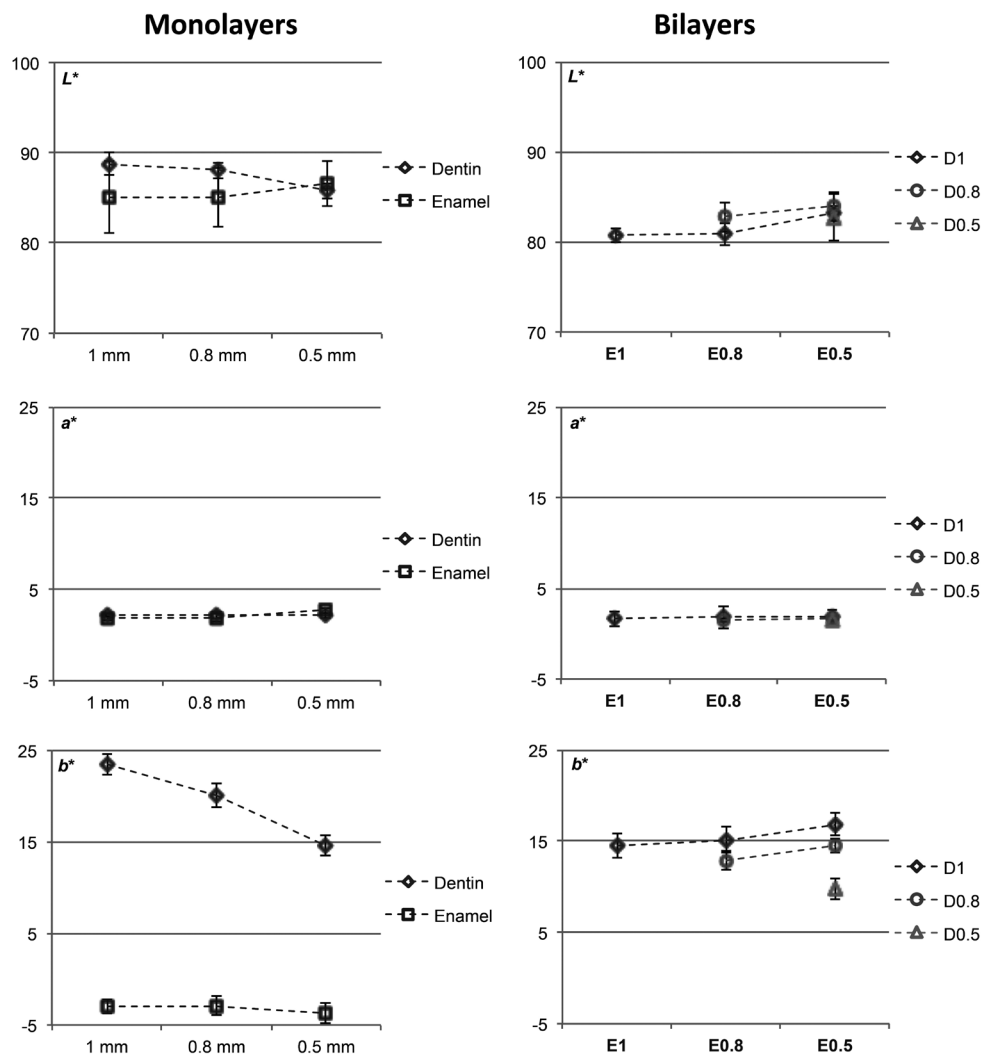 Monolayers
Bilayers
100
L*
90
80
70
1 mm
0.8 mm
0.5 mm
Dentin
Enamel
100
L*
90
80
70
E1
E0.8
E0.5
D1
D0.8
D0.5
25
a*
15
5
-5
1 mm
0.8 mm
0.5 mm
Dentin
Enamel
25
a*
15
5
-5
E1
E0.8
E0.5
D1
D0.8
D0.5
25
b*
15
5
-5
1 mm
0.8 mm
0.5 mm
Dentin
Enamel
25
b*
15
5
-5
E1
E0.8
E0.5
D1
D0.8
D0.5